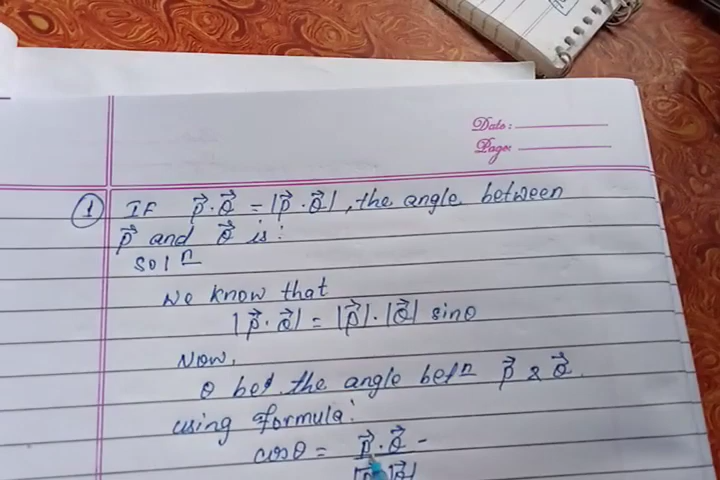 Date:
Page:
1 IF P⃗·Q⃗ = |P⃗·Q⃗|, the angle between
P⃗ and Q⃗ is:
solⁿ
We know that
|P⃗·Q⃗| = |P⃗|·|Q⃗| sinθ
Now,
θ bet the angle betⁿ P⃗ & Q⃗.
using formula:
cosθ = P⃗·Q⃗
|P⃗| |Q⃗|